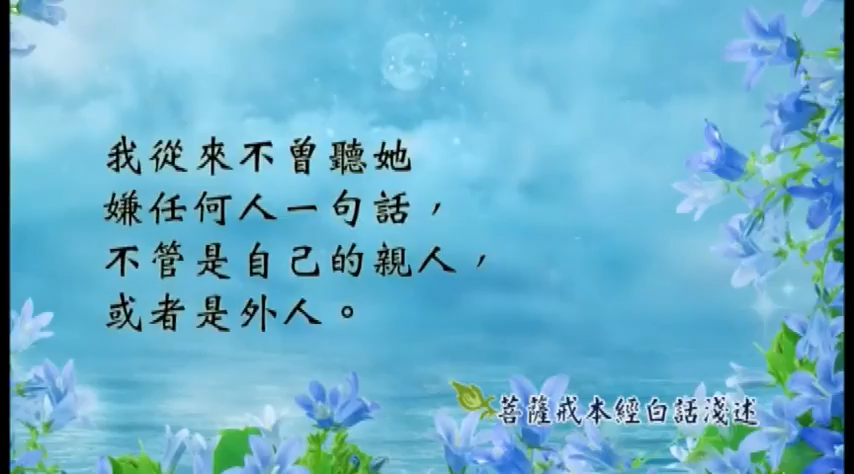 我從來不曾聽她
嫌任何人一句話，
不管是自己的親人，
或者是外人。
菩薩戒本經白話淺述